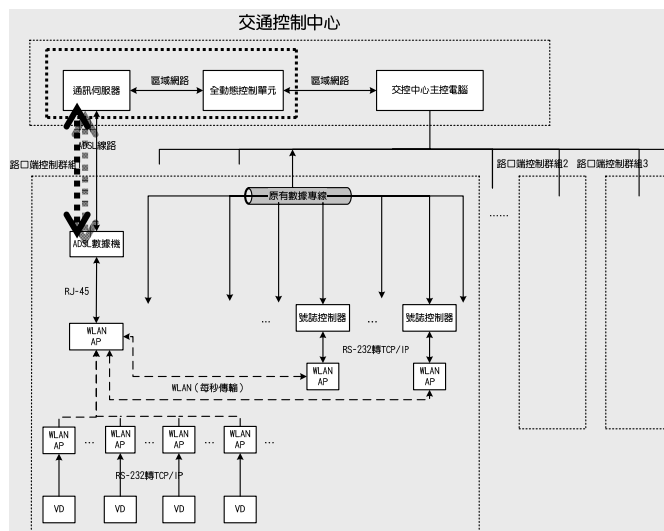 交通控制中心
通訊伺服器
區域網路
全動態控制單元
區域網路
交控中心主控電腦
ADSL線路
路口端控制群組
路口端控制群組2
路口端控制群組3
原有數據專線
......
ADSL數據機
RJ-45
WLAN
AP
...
號誌控制器
...
號誌控制器
RS-232轉TCP/IP
WLAN
AP
WLAN
AP
WLAN（每秒傳輸）
WLAN
AP
...
WLAN
AP
...
WLAN
AP
...
WLAN
AP
...
RS-232轉TCP/IP
VD
VD
VD
VD